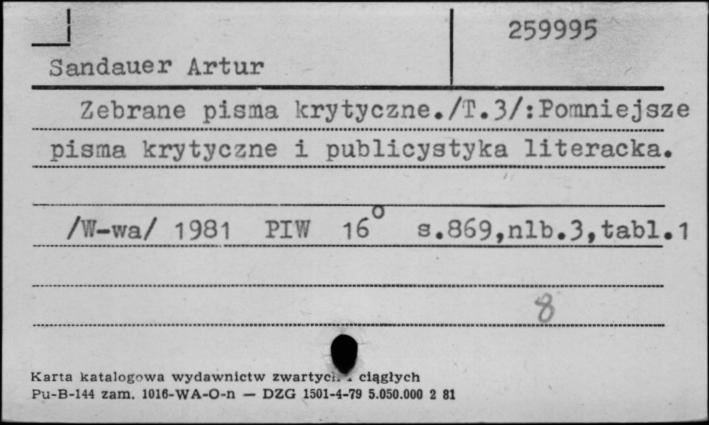 259995
Sandauer Artur
Zebrane pisma krytyczne./T.3/:Pomniejsze
pisma krytyczne i publicystyka literacka.
/W-wa/ 1981 PIW 16° s.869,nlb.3,tabl.1
8
Karta katalogowa wydawnictw zwartych i ciągłych
Pu-B-144 zam. 1016-WA-O-n — DZG 1501-4-79 5.050.000 2 81